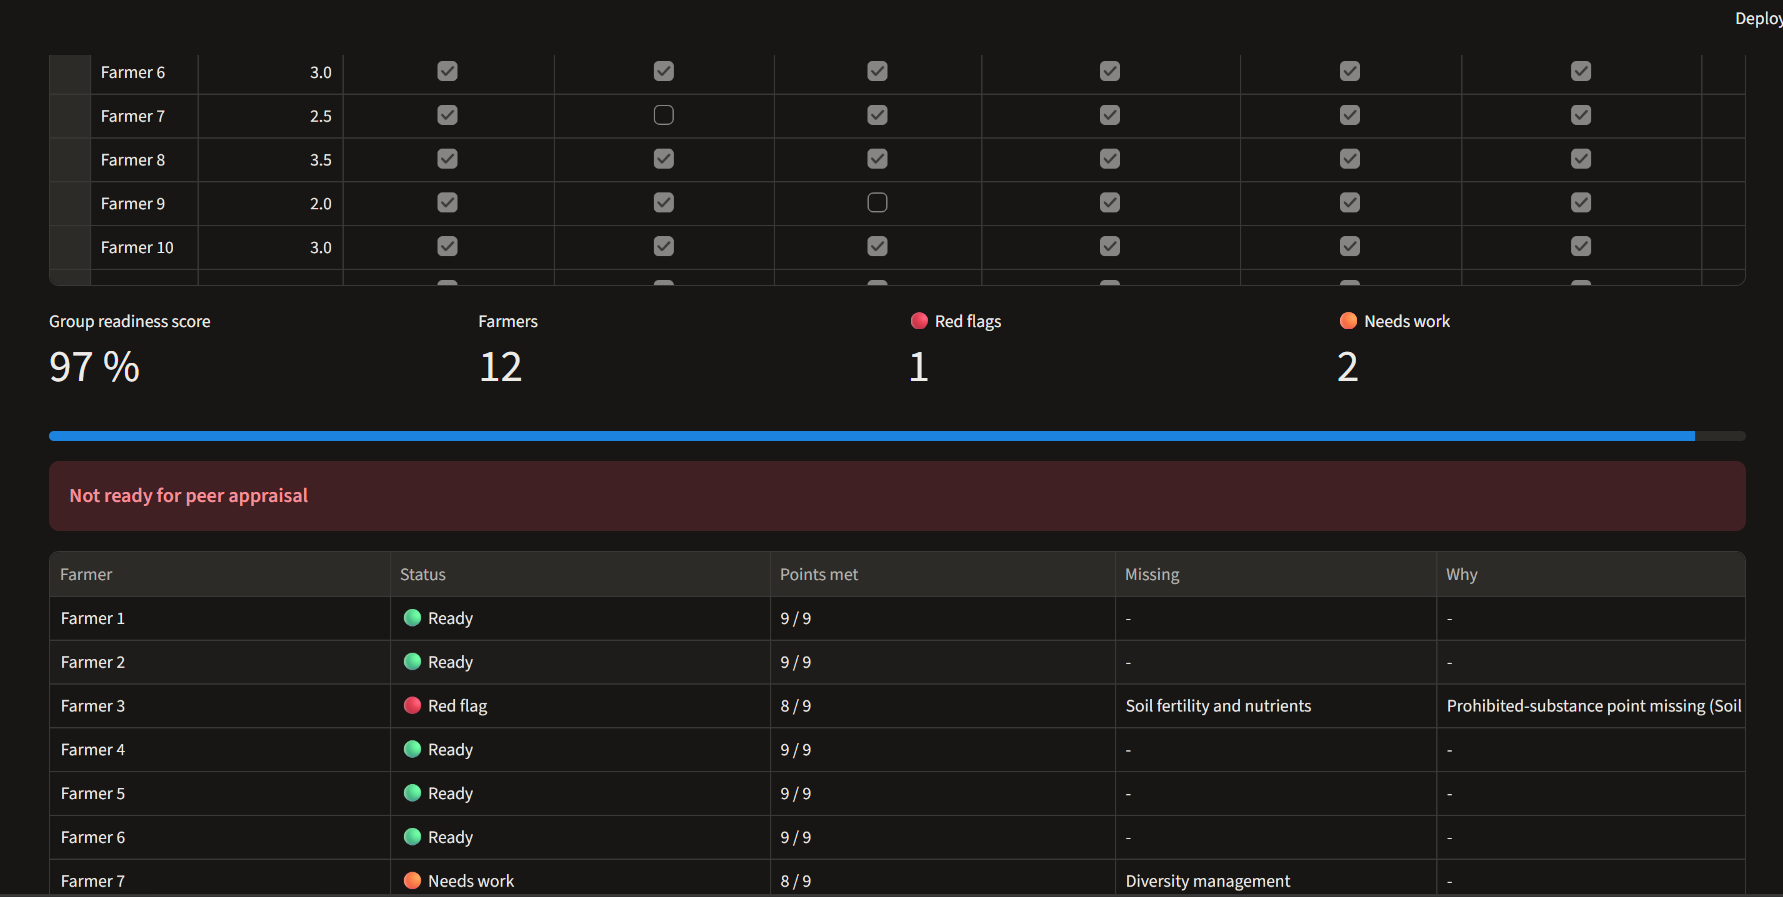 Deploy
Farmer 6 3.0
Farmer 7 2.5
Farmer 8 3.5
Farmer 9 2.0
Farmer 10 3.0
Group readiness score Farmers Red flags Needs work
97 % 12 1 2
Not ready for peer appraisal
Farmer Status Points met Missing Why
Farmer 1 Ready 9 / 9 - -
Farmer 2 Ready 9 / 9 - -
Farmer 3 Red flag 8 / 9 Soil fertility and nutrients Prohibited-substance point missing (Soil
Farmer 4 Ready 9 / 9 - -
Farmer 5 Ready 9 / 9 - -
Farmer 6 Ready 9 / 9 - -
Farmer 7 Needs work 8 / 9 Diversity management -